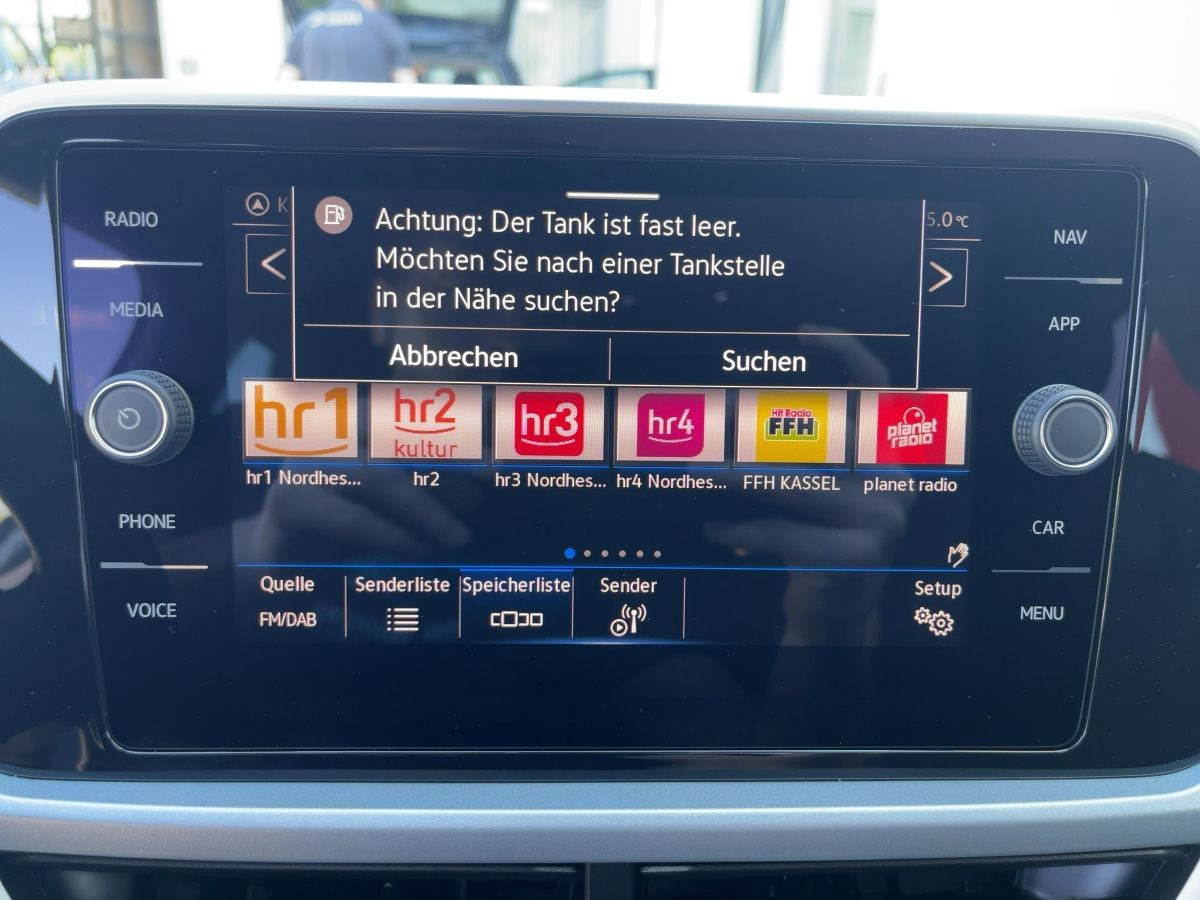 RADIO
MEDIA
PHONE
VOICE
K
5.0 °C
Achtung: Der Tank ist fast leer.
Möchten Sie nach einer Tankstelle
in der Nähe suchen?
Abbrechen
Suchen
<
>
hr1
hr2
kultur
hr3
hr4
Hit Radio
FFH
planet
radio
hr1 Nordhes...
hr2
hr3 Nordhes...
hr4 Nordhes...
FFH KASSEL
planet radio
Quelle
FM/DAB
Senderliste
Speicherliste
Sender
Setup
NAV
APP
CAR
MENU